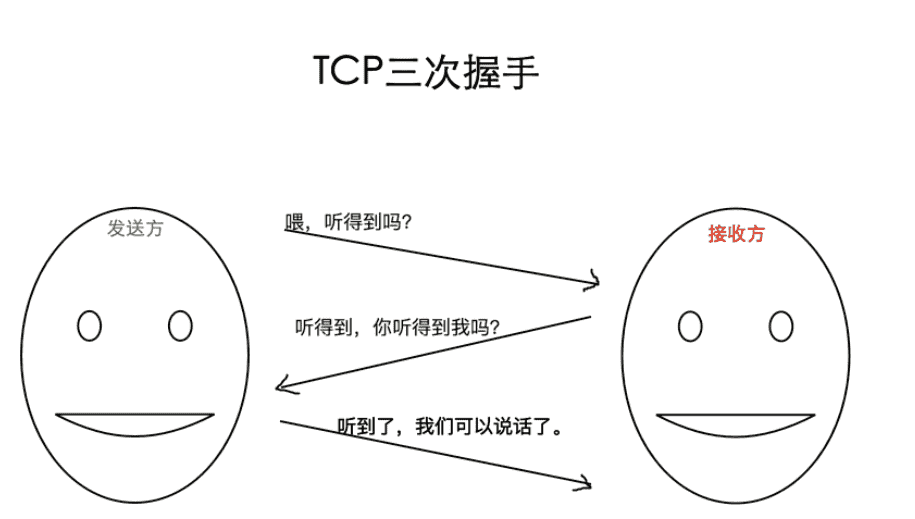 TCP三次握手
发送方
接收方
喂，听得到吗？
听得到，你听得到我吗？
听到了，我们可以说话了。